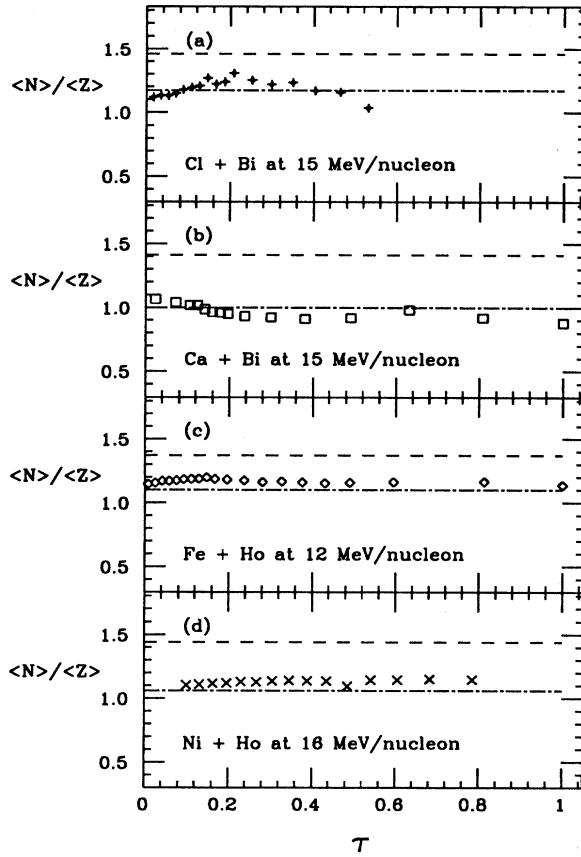 (a)
1.5
<N>/<Z>
1.0
Cl + Bi at 15 MeV/nucleon
0.5
(b)
1.5
<N>/<Z>
1.0
Ca + Bi at 15 MeV/nucleon
0.5
(c)
1.5
<N>/<Z>
1.0
Fe + Ho at 12 MeV/nucleon
0.5
(d)
1.5
<N>/<Z>
1.0
Ni + Ho at 16 MeV/nucleon
0.5
0 0.2 0.4 0.6 0.8 1
τ